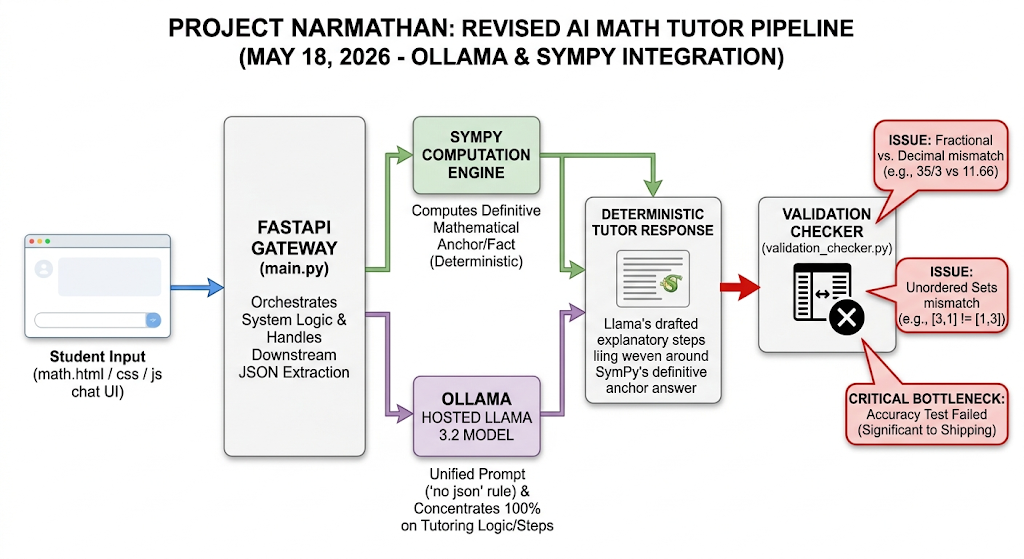 PROJECT NARMATHAN: REVISED AI MATH TUTOR PIPELINE
(MAY 18, 2026 - OLLAMA & SYMPY INTEGRATION)
Student Input
(math.html / css / js
chat UI)
FASTAPI
GATEWAY
(main.py)
Orchestrates
System Logic &
Handles
Downstream
JSON Extraction
SYMPY
COMPUTATION
ENGINE
Computes Definitive
Mathematical
Anchor/Fact
(Deterministic)
OLLAMA
HOSTED LLAMA
3.2 MODEL
Unified Prompt
('no json' rule) &
Concentrates 100%
on Tutoring Logic/Steps
DETERMINISTIC
TUTOR RESPONSE
Llama's drafted
explanatory steps
liing weven around
SymPy's definitive
anchor answer
VALIDATION
CHECKER
(validation_checker.py)
ISSUE: Fractional
vs. Decimal mismatch
(e.g., 35/3 vs 11.66)
ISSUE:
Unordered Sets
mismatch
(e.g., [3,1] != [1,3])
CRITICAL BOTTLENECK:
Accuracy Test Failed
(Significant to Shipping)